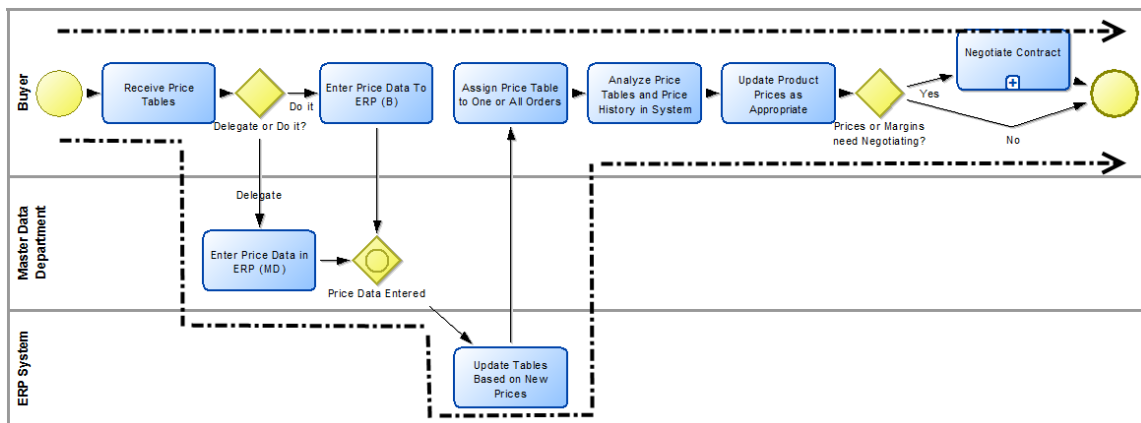 Buyer
Receive Price
Tables
Delegate or Do it?
Do it
Enter Price Data To
ERP (B)
Assign Price Table
to One or All Orders
Analyze Price
Tables and Price
History in System
Update Product
Prices as
Appropriate
Prices or Margins
need Negotiating?
Yes
No
Negotiate Contract
Master Data
Department
Delegate
Enter Price Data in
ERP (MD)
Price Data Entered
ERP System
Update Tables
Based on New
Prices